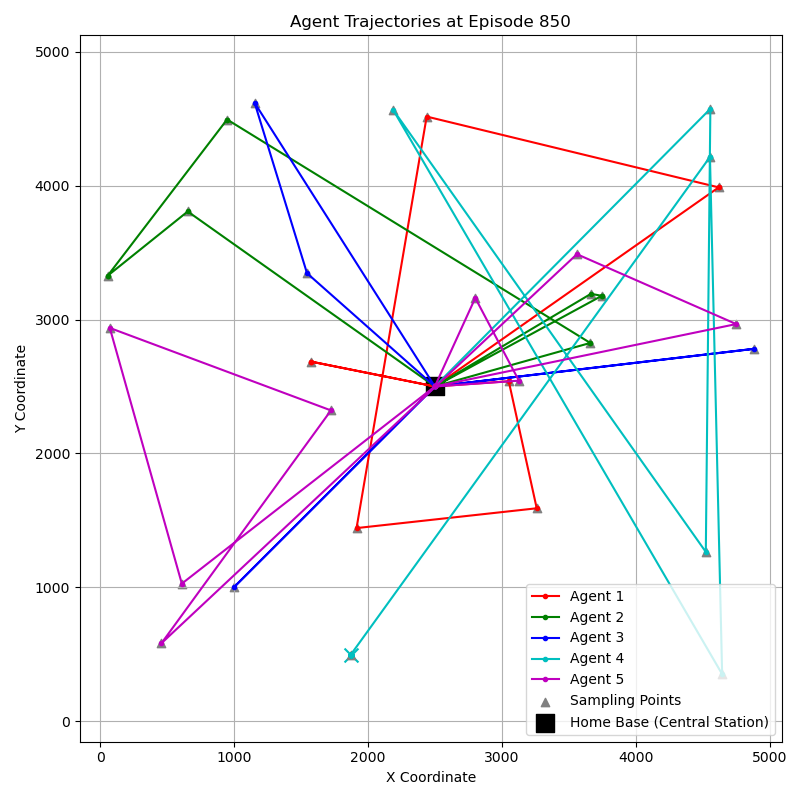 Agent Trajectories at Episode 850
Y Coordinate
5000
4000
3000
2000
1000
0
0 1000 2000 3000 4000 5000
X Coordinate
Agent 1
Agent 2
Agent 3
Agent 4
Agent 5
Sampling Points
Home Base (Central Station)